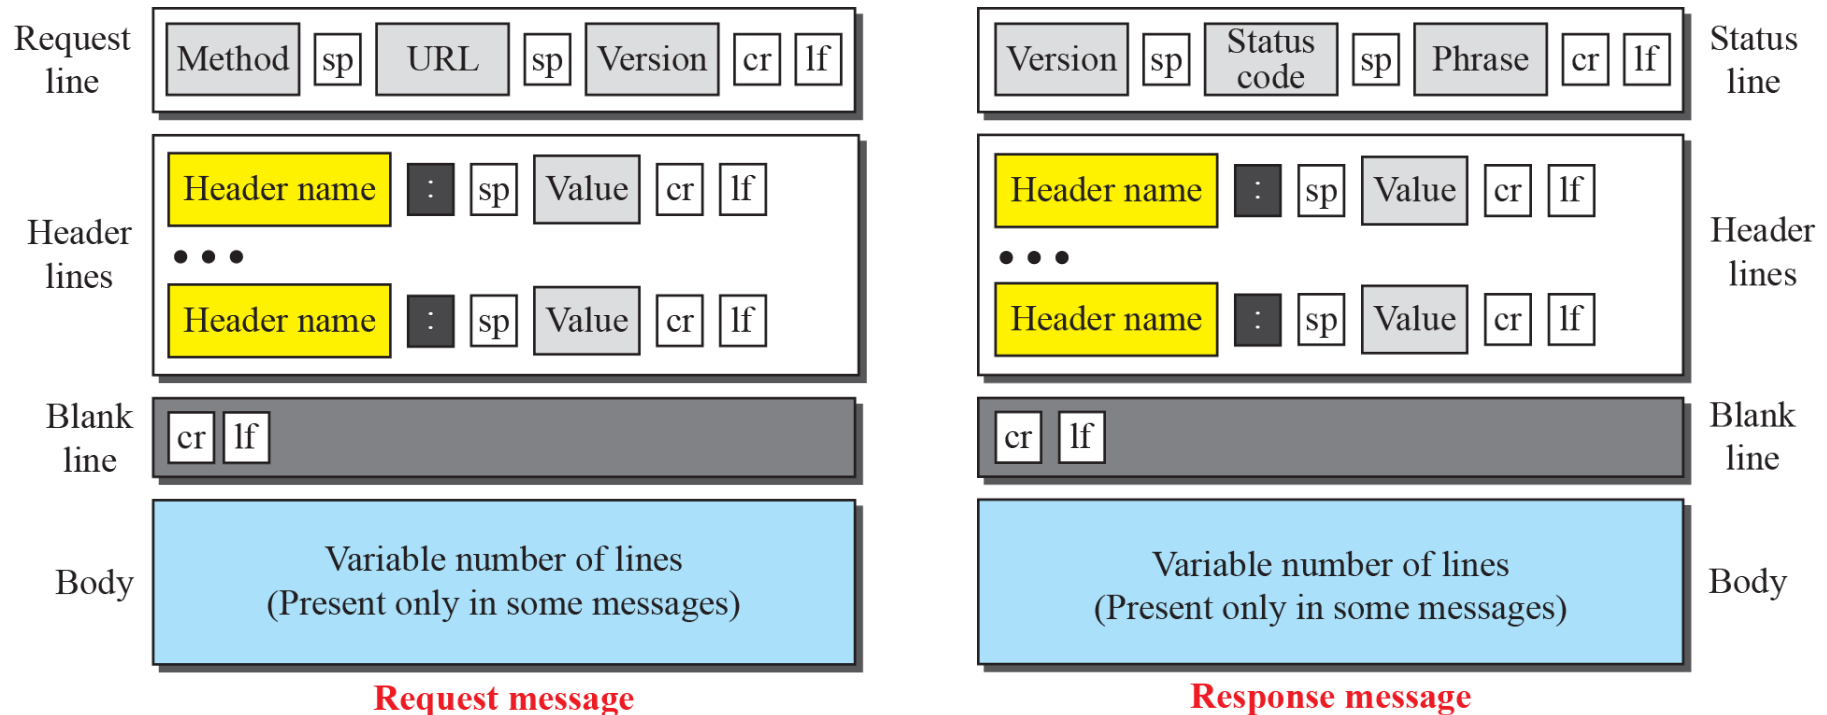 Request line
Method sp URL sp Version cr lf
Header lines
Header name : sp Value cr lf
• • •
Header name : sp Value cr lf
Blank line
cr lf
Body
Variable number of lines
(Present only in some messages)
Request message
Version sp Status code sp Phrase cr lf
Status line
Header name : sp Value cr lf
• • •
Header name : sp Value cr lf
Header lines
cr lf
Blank line
Variable number of lines
(Present only in some messages)
Body
Response message